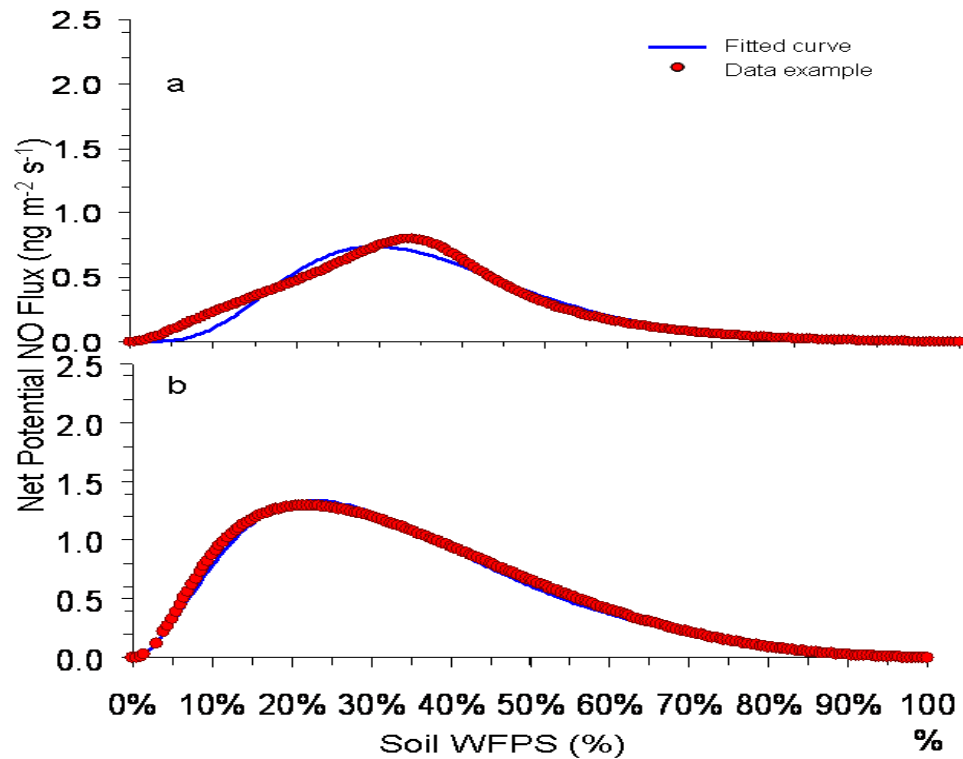 Net Potential NO Flux (ng m⁻² s⁻¹)
2.5
2.0
1.5
1.0
0.5
0.0
a
Fitted curve
Data example
2.5
2.0
1.5
1.0
0.5
0.0
b
0% 10% 20% 30% 40% 50% 60% 70% 80% 90% 100
%
Soil WFPS (%)